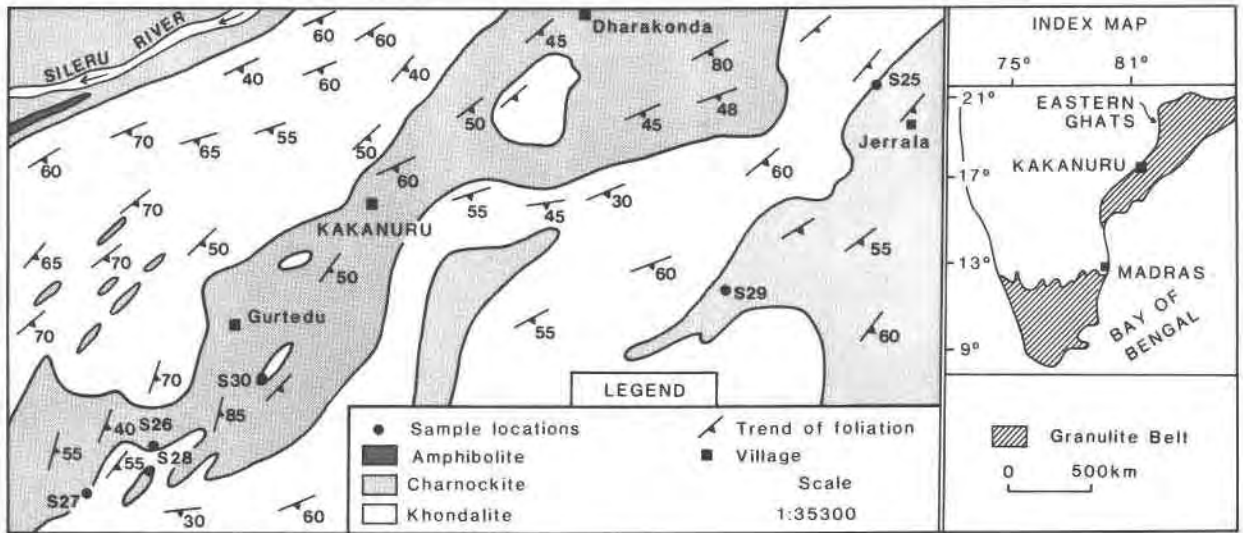 60
60
Dharakonda
45
80
SILERU RIVER
40
60
40
S25
50
45
48
Jerrala
70
65
55
50
60
60
60
70
KAKANURU
55
45
30
65
70
50
50
60
55
S29
Gurtedu
55
60
70
70
S30
85
40
S26
55
55
S28
S27
30
60
LEGEND
Sample locations
Trend of foliation
Amphibolite
Village
Charnockite
Scale
Khondalite
1:35300
INDEX MAP
75° 81°
21°
EASTERN
GHATS
KAKANURU
17°
13°
MADRAS
BAY OF
BENGAL
9°
Granulite Belt
0 500km